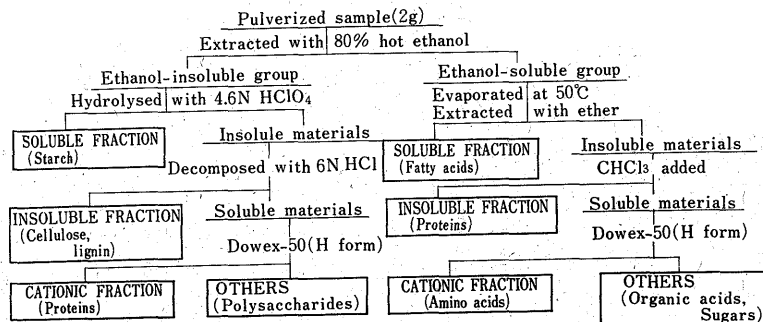 Pulverized sample(2g)
Extracted with 80% hot ethanol
Ethanol-insoluble group
Hydrolysed with 4.6N HClO₄
SOLUBLE FRACTION
(Starch)
Insolule materials
Decomposed with 6N HCl
INSOLUBLE FRACTION
(Cellulose,
lignin)
Soluble materials
Dowex-50(H form)
CATIONIC FRACTION
(Proteins)
OTHERS
(Polysaccharides)
Ethanol-soluble group
Evaporated at 50℃
Extracted with ether
SOLUBLE FRACTION
(Fatty acids)
Insoluble materials
CHCl₃ added
INSOLUBLE FRACTION
(Proteins)
Soluble materials
Dowex-50(H form)
CATIONIC FRACTION
(Amino acids)
OTHERS
(Organic acids,
Sugars)